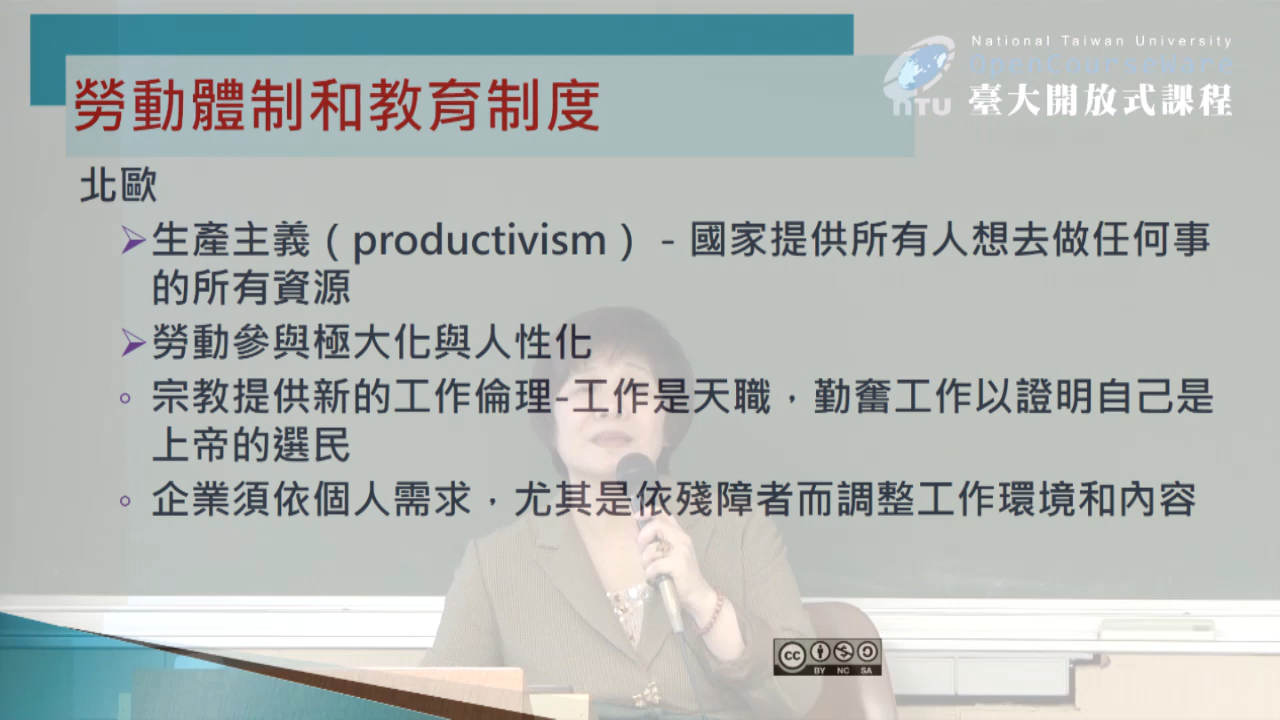 National Taiwan University
OpenCourseware
NTU 臺大開放式課程
勞動體制和教育制度
北歐
生產主義(productivism) - 國家提供所有人想去做任何事
的所有資源
勞動參與極大化與人性化
宗教提供新的工作倫理-工作是天職,勤奮工作以證明自己是
上帝的選民
企業須依個人需求,尤其是依殘障者而調整工作環境和內容
cc BY NC SA